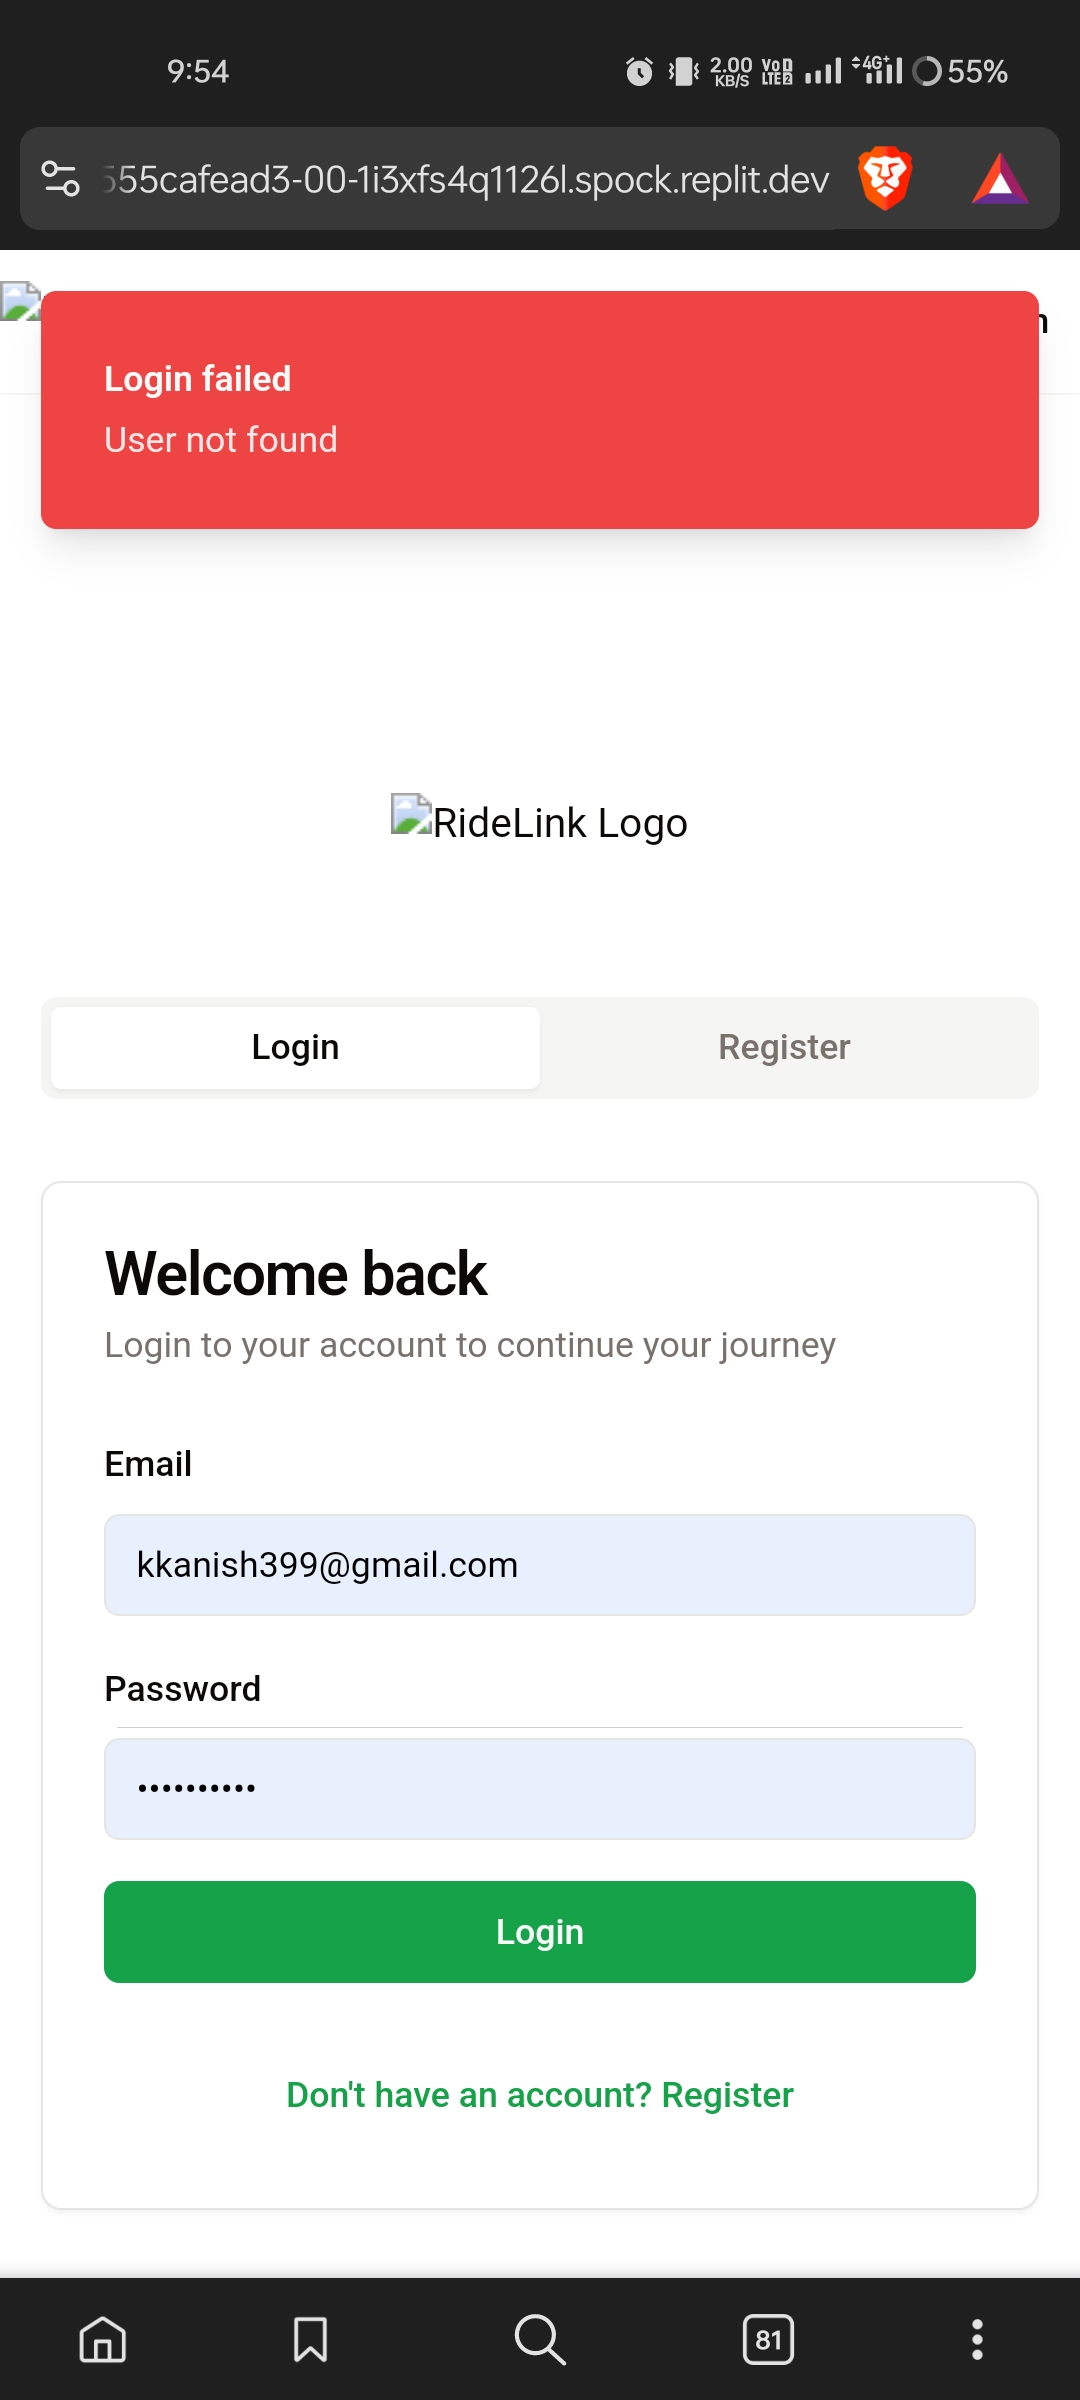 9:54
2.00 KB/S
VoD LTE2
4G+
55%
555cafead3-00-1i3xfs4q1126l.spock.replit.dev
Login failed
User not found
n
RideLink Logo
Login
Register
Welcome back
Login to your account to continue your journey
Email
kkanish399@gmail.com
Password
••••••••••
Login
Don't have an account? Register
81